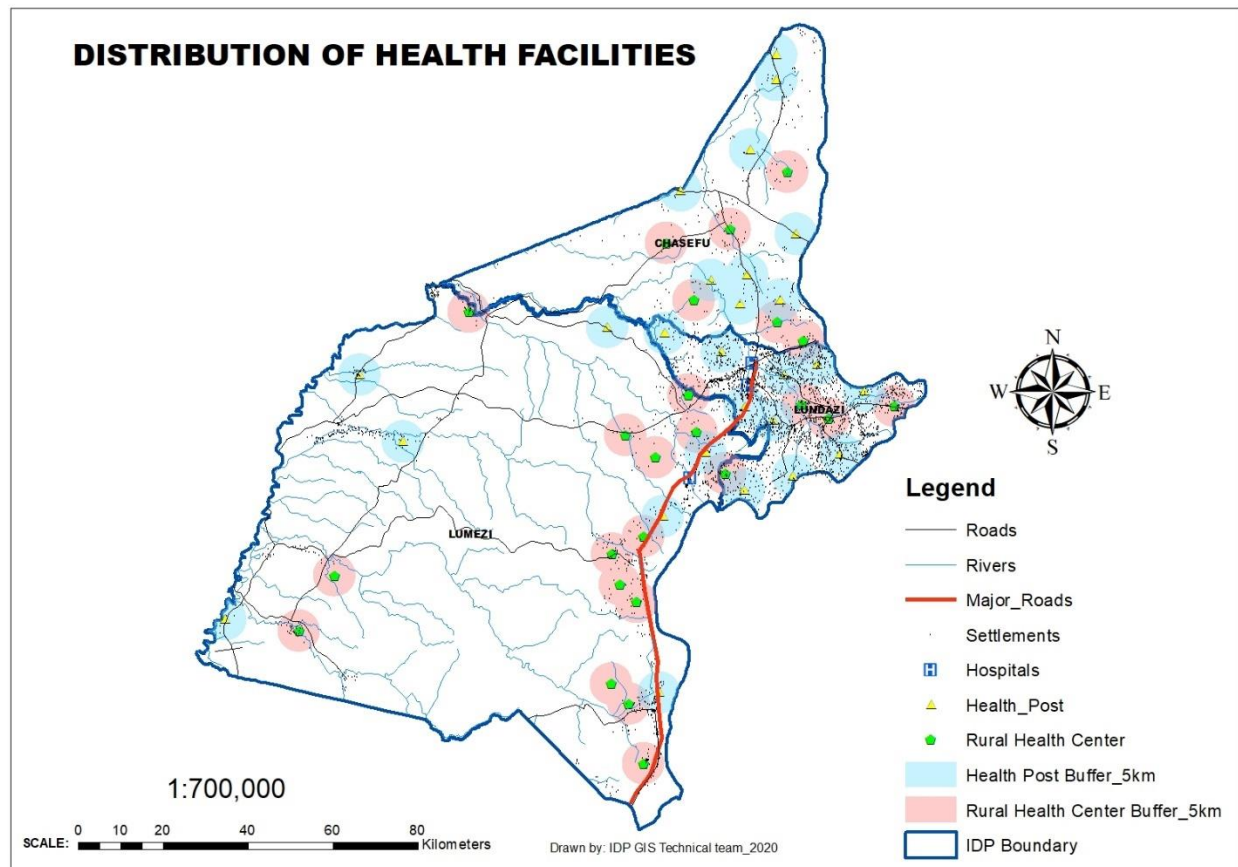 DISTRIBUTION OF HEALTH FACILITIES
CHASEFU
LUNDAZI
LUMEZI
N
W E
S
Legend
Roads
Rivers
Major_Roads
Settlements
H Hospitals
Health_Post
Rural Health Center
Health Post Buffer_5km
Rural Health Center Buffer_5km
IDP Boundary
1:700,000
0 10 20 40 60 80
SCALE: Kilometers
Drawn by: IDP GIS Technical team_2020